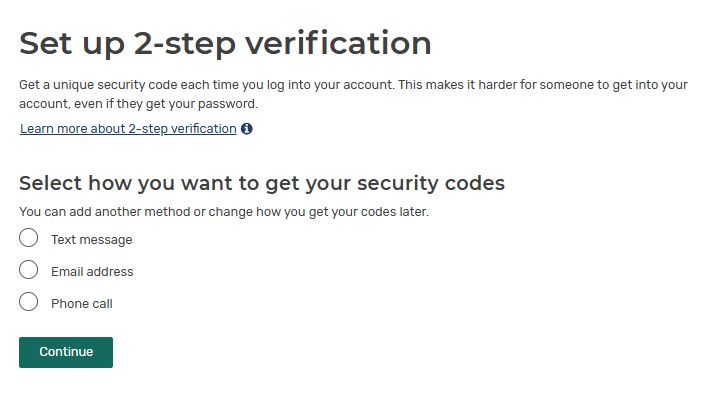 Set up 2-step verification
Get a unique security code each time you log into your account. This makes it harder for someone to get into your
account, even if they get your password.
Learn more about 2-step verification
Select how you want to get your security codes
You can add another method or change how you get your codes later.
Text message
Email address
Phone call
Continue